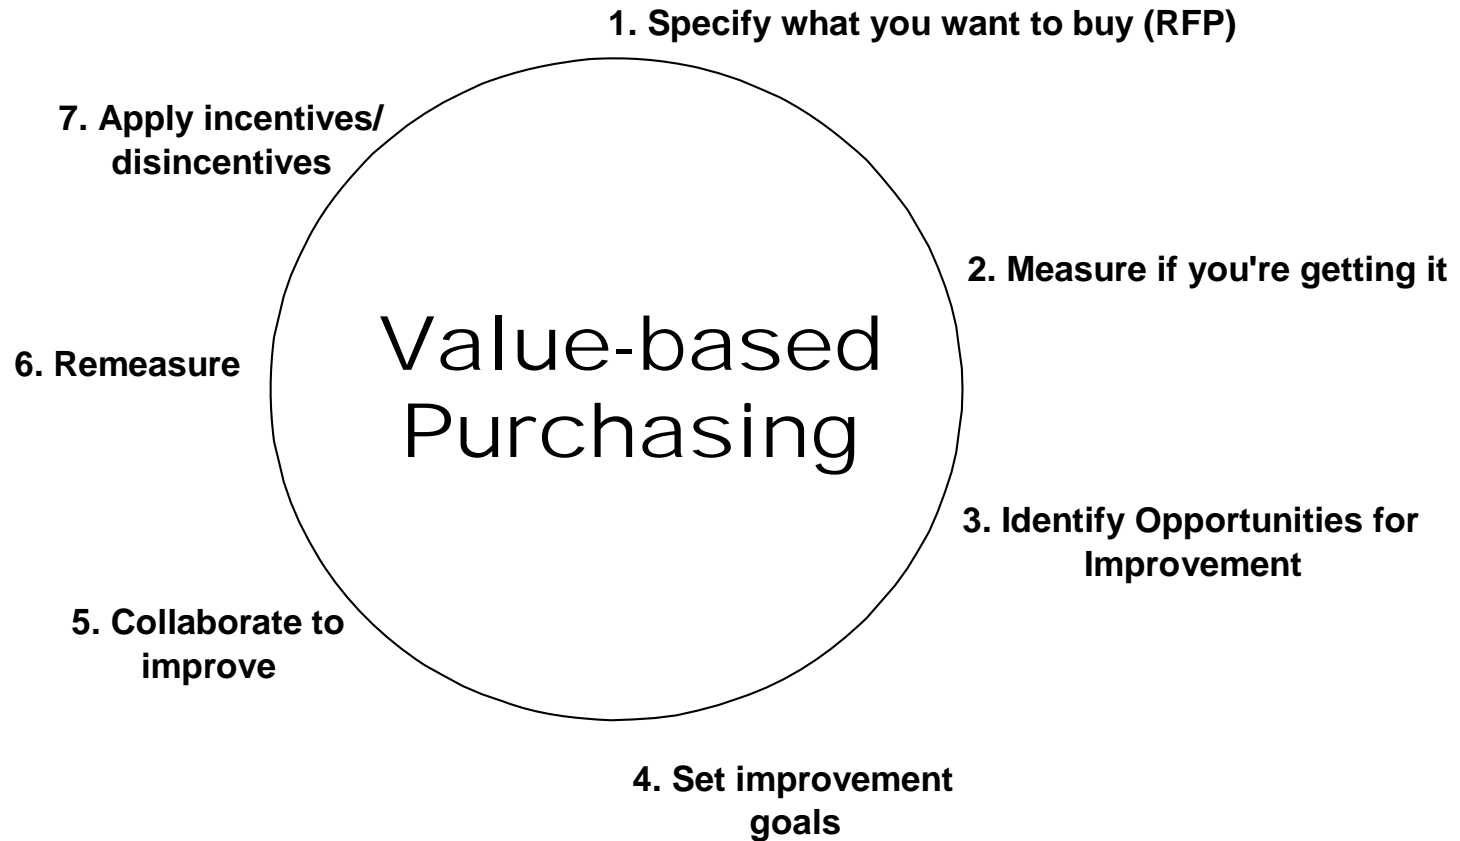 1. Specify what you want to buy (RFP)
7. Apply incentives/
disincentives
2. Measure if you're getting it
6. Remeasure
Value-based
Purchasing
3. Identify Opportunities for
Improvement
5. Collaborate to
improve
4. Set improvement
goals